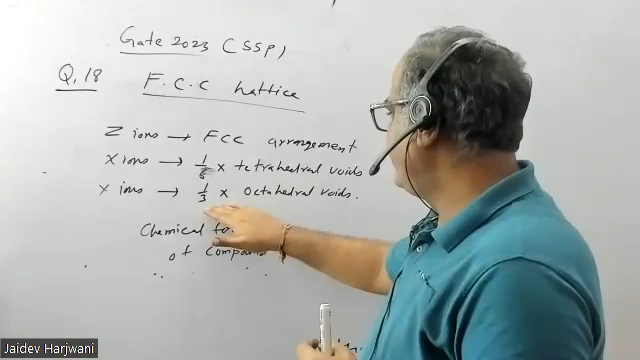 Gate 2023 (SSP)
Q.18 F.C.C Lattice
Z ions → FCC arrangement
X ions → 1/6 x tetrahedral voids
X ions → 1/3 x Octahedral voids.
Chemical
of Compound
Jaidev Harjwani